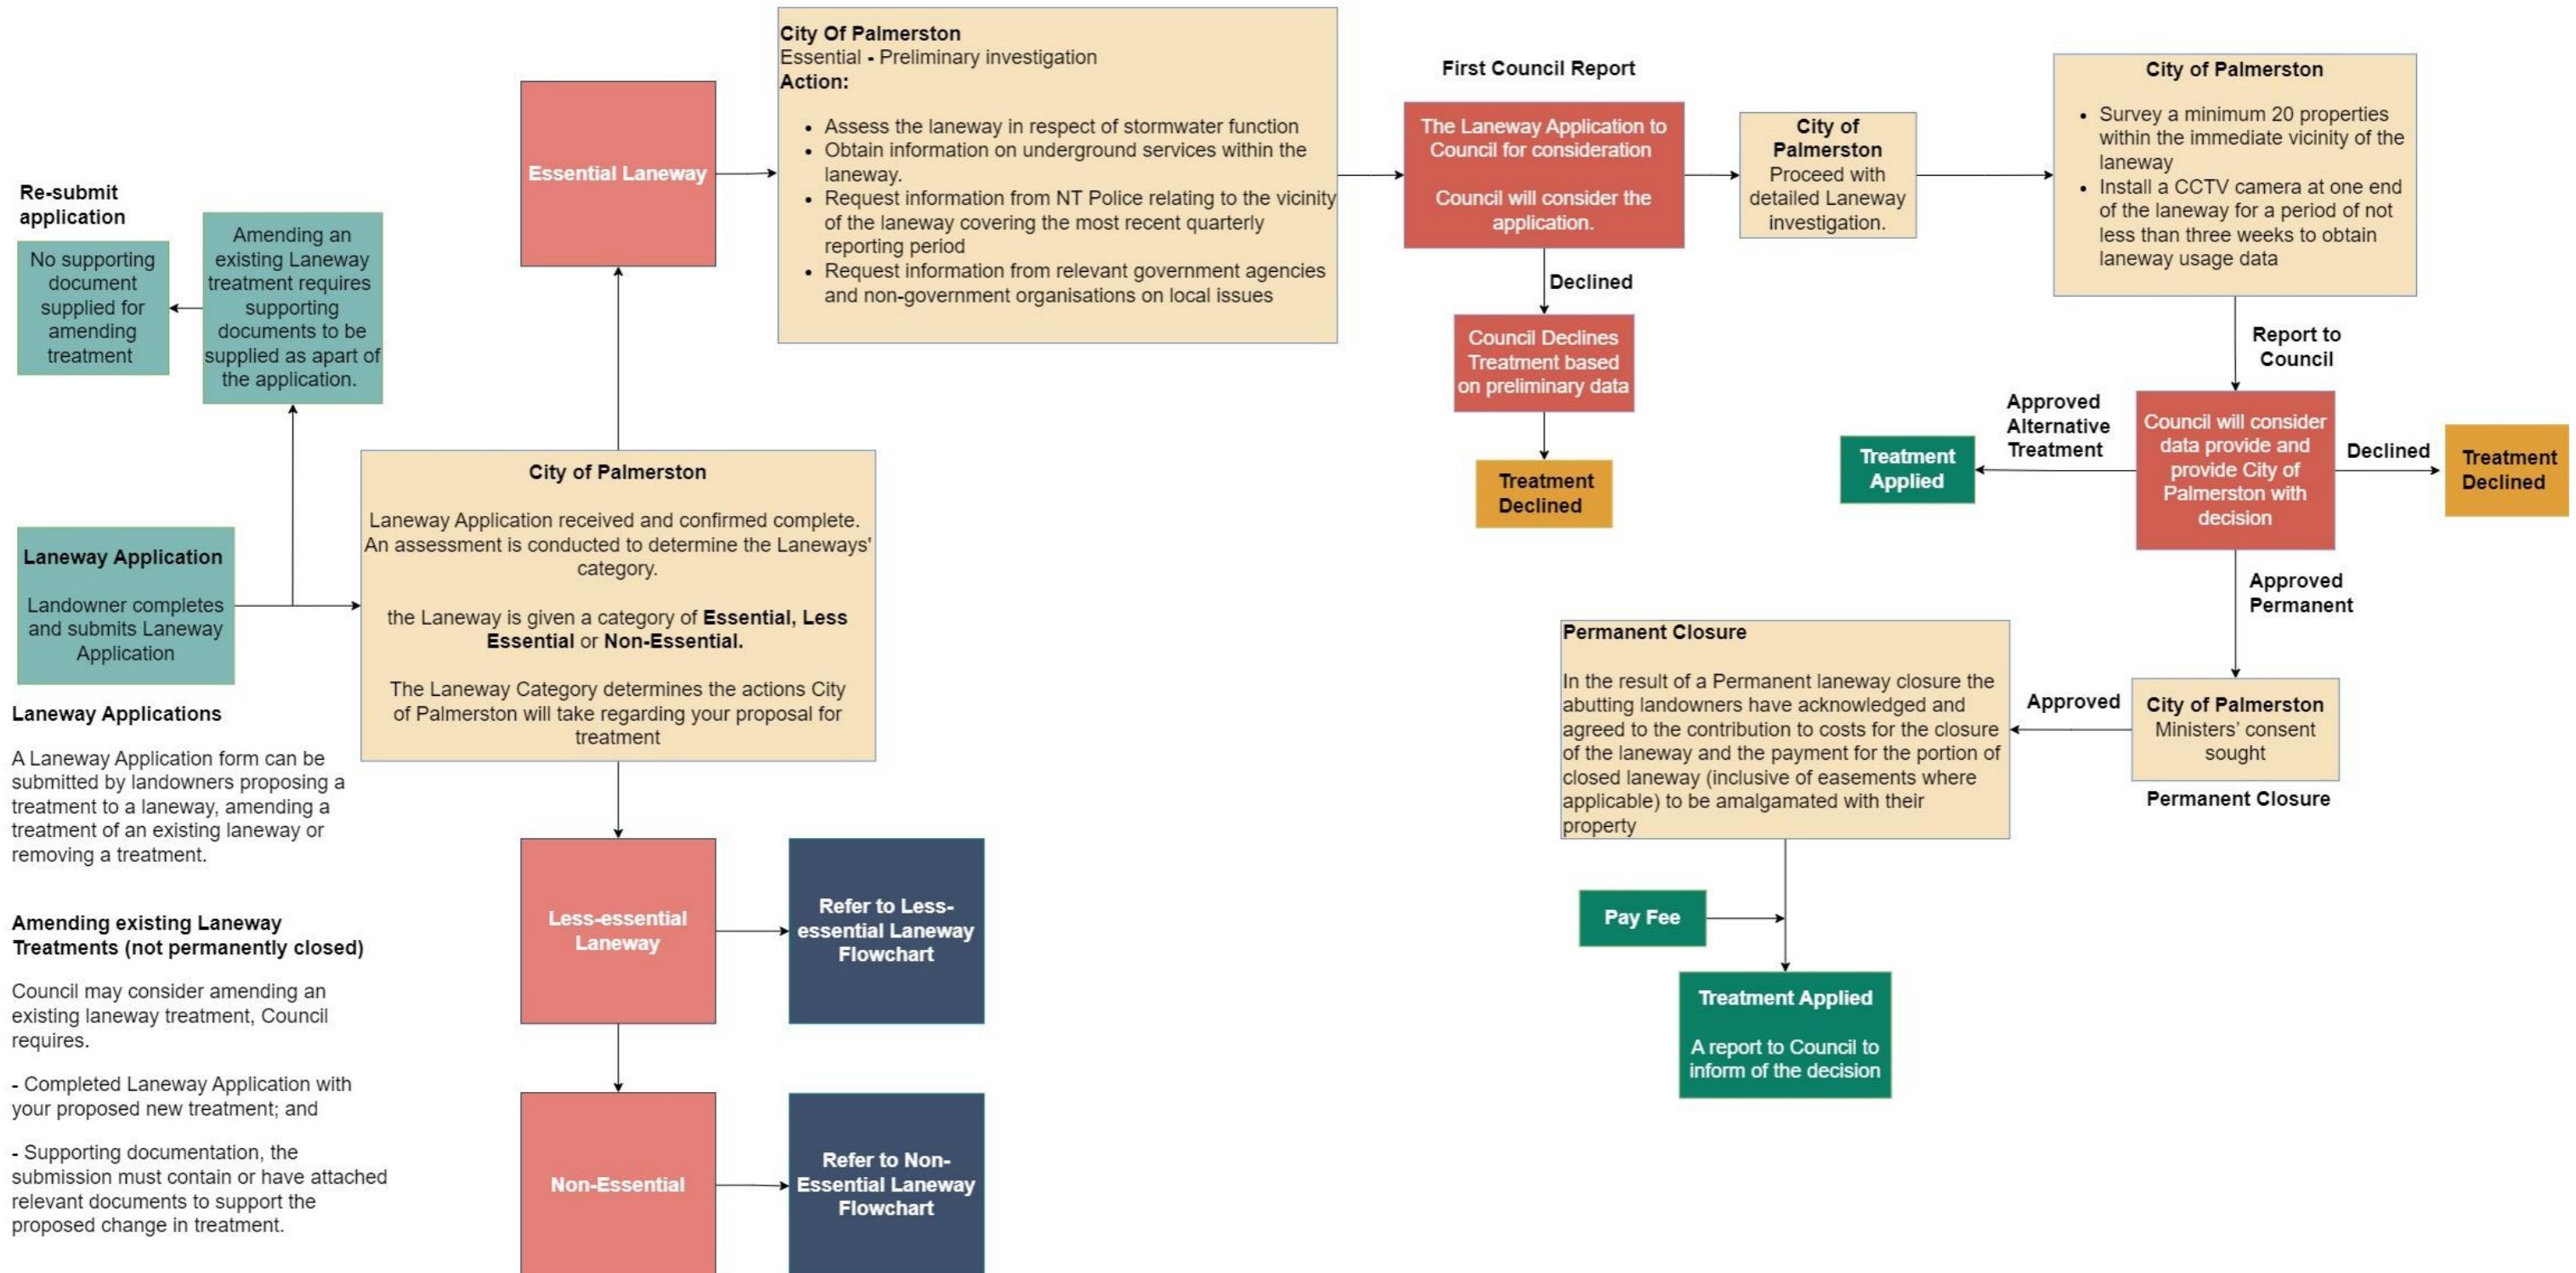 Re-submit
application
No supporting
document
supplied for
amending
treatment
Amending an
existing Laneway
treatment requires
supporting
documents to be
supplied as apart of
the application.
Laneway Application
Landowner completes
and submits Laneway
Application
Laneway Applications
A Laneway Application form can be
submitted by landowners proposing a
treatment to a laneway, amending a
treatment of an existing laneway or
removing a treatment.
Amending existing Laneway
Treatments (not permanently closed)
Council may consider amending an
existing laneway treatment, Council
requires.
- Completed Laneway Application with
your proposed new treatment; and
- Supporting documentation, the
submission must contain or have attached
relevant documents to support the
proposed change in treatment.
City of Palmerston
Laneway Application received and confirmed complete.
An assessment is conducted to determine the Laneways'
category.
the Laneway is given a category of Essential, Less
Essential or Non-Essential.
The Laneway Category determines the actions City
of Palmerston will take regarding your proposal for
treatment
Essential Laneway
Less-essential
Laneway
Refer to Less-
essential Laneway
Flowchart
Non-Essential
Refer to Non-
Essential Laneway
Flowchart
City Of Palmerston
Essential - Preliminary investigation
Action:
• Assess the laneway in respect of stormwater function
• Obtain information on underground services within the
laneway.
• Request information from NT Police relating to the vicinity
of the laneway covering the most recent quarterly
reporting period
• Request information from relevant government agencies
and non-government organisations on local issues
First Council Report
The Laneway Application to
Council for consideration
Council will consider the
application.
Declined
Council Declines
Treatment based
on preliminary data
Treatment
Declined
City of
Palmerston
Proceed with
detailed Laneway
investigation.
City of Palmerston
• Survey a minimum 20 properties
within the immediate vicinity of the
laneway
• Install a CCTV camera at one end
of the laneway for a period of not
less than three weeks to obtain
laneway usage data
Report to
Council
Council will consider
data provide and
provide City of
Palmerston with
decision
Approved
Alternative
Treatment
Treatment
Applied
Declined
Treatment
Declined
Approved
Permanent
City of Palmerston
Ministers' consent
sought
Permanent Closure
Approved
Permanent Closure
In the result of a Permanent laneway closure the
abutting landowners have acknowledged and
agreed to the contribution to costs for the closure
of the laneway and the payment for the portion of
closed laneway (inclusive of easements where
applicable) to be amalgamated with their
property
Pay Fee
Treatment Applied
A report to Council to
inform of the decision